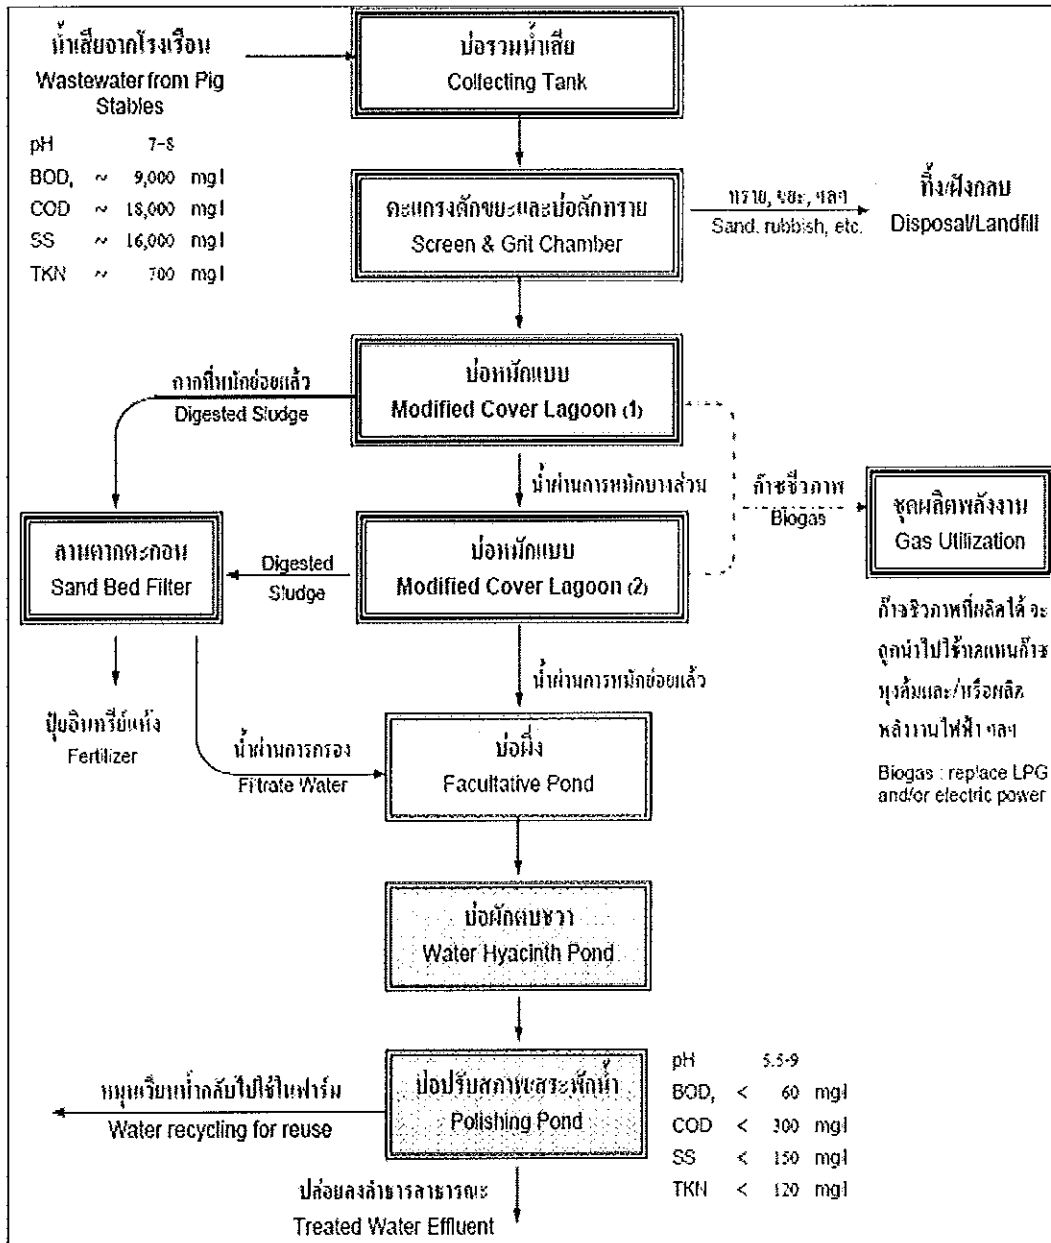 น้ำเสียจากโรงเรือน
Wastewater from Pig
Stables
pH 7-8
BOD, ~ 9,000 mg/l
COD ~ 18,000 mg/l
SS ~ 16,000 mg/l
TKN ~ 700 mg/l
บ่อรวมน้ำเสีย
Collecting Tank
ตะแกรงดักขยะและบ่อดักทราย
Screen & Grit Chamber
ทราย, ขยะ, ฯลฯ
Sand, rubbish, etc.
ทิ้ง/ฝังกลบ
Disposal/Landfill
บ่อหมักแบบ
Modified Cover Lagoon (1)
กากที่หมักย่อยแล้ว
Digested Sludge
น้ำผ่านการหมักบางส่วน
ก๊าซชีวภาพ
Biogas
ชุดผลิตพลังงาน
Gas Utilization
ลานตากตะกอน
Sand Bed Filter
Digested
Sludge
บ่อหมักแบบ
Modified Cover Lagoon (2)
ก๊าซชีวภาพที่ผลิตได้ จะ
ถูกนำไปใช้ทดแทนก๊าซ
หุงต้มและ/หรือผลิต
พลังงานไฟฟ้า ฯลฯ
Biogas : replace LPG
and/or electric power
น้ำผ่านการหมักย่อยแล้ว
ปุ๋ยอินทรีย์แห้ง
Fertilizer
น้ำผ่านการกรอง
Filtrate Water
บ่อผึ่ง
Facultative Pond
บ่อผักตบชวา
Water Hyacinth Pond
บ่อปรับสภาพ/สระพักน้ำ
Polishing Pond
หมุนเวียนน้ำกลับไปใช้ในฟาร์ม
Water recycling for reuse
pH 5.5-9
BOD, < 60 mg/l
COD < 300 mg/l
SS < 150 mg/l
TKN < 120 mg/l
ปล่อยลงลำธารสาธารณะ
Treated Water Effluent